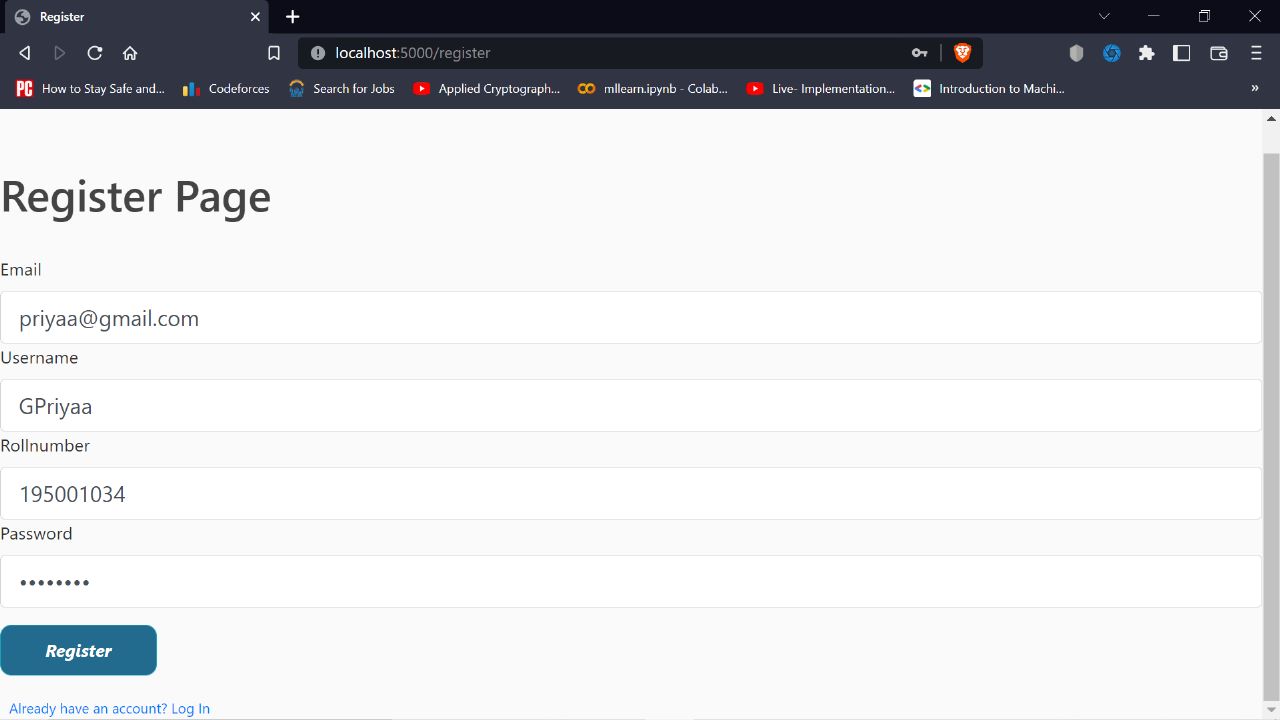 Register
localhost:5000/register
PC How to Stay Safe and... Codeforces Search for Jobs Applied Cryptograph... mllearn.ipynb - Colab... Live- Implementation... Introduction to Machi... »
Register Page
Email
priyaa@gmail.com
Username
GPriyaa
Rollnumber
195001034
Password
••••••••
Register
Already have an account? Log In